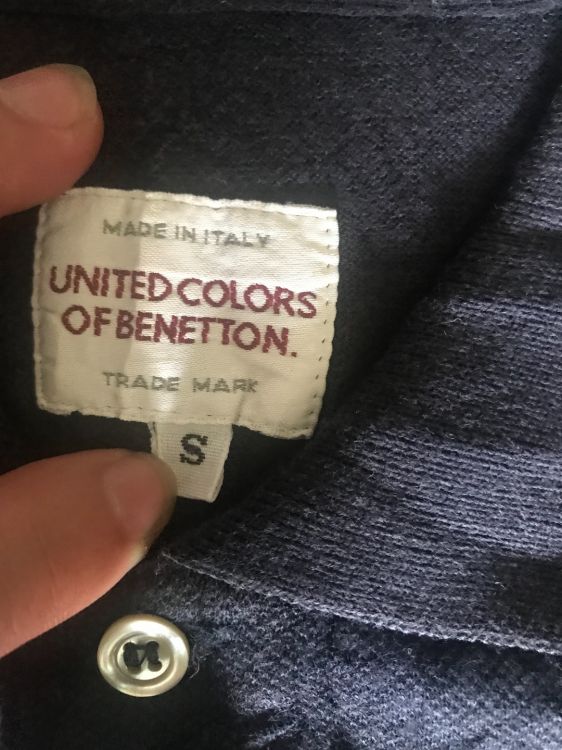 MADE IN ITALY
UNITED COLORS
OF BENETTON.
TRADE MARK
S